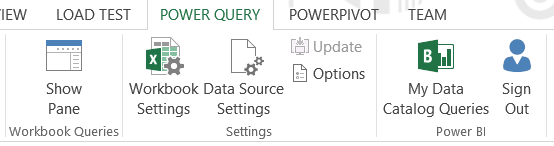 IEW LOAD TEST POWER QUERY POWERPIVOT TEAM
Show Pane
Workbook Queries
Workbook Settings
Data Source Settings
Update
Options
Settings
My Data Catalog Queries
Sign Out
Power BI